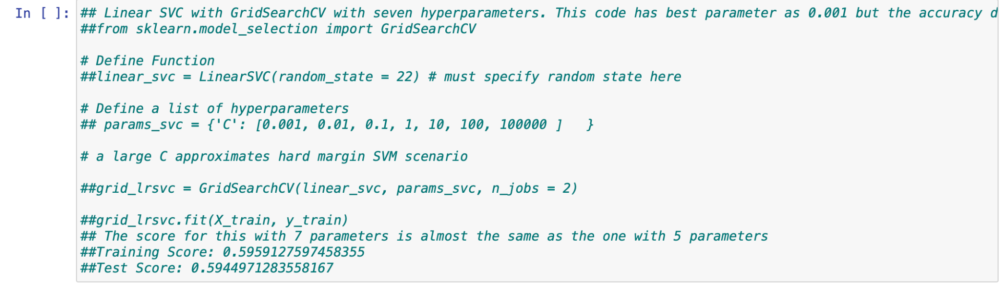 In [ ]: ## Linear SVC with GridSearchCV with seven hyperparameters. This code has best parameter as 0.001 but the accuracy d
##from sklearn.model_selection import GridSearchCV
# Define Function
##linear_svc = LinearSVC(random_state = 22) # must specify random state here
# Define a list of hyperparameters
## params_svc = {'C': [0.001, 0.01, 0.1, 1, 10, 100, 100000 ]   }
# a large C approximates hard margin SVM scenario
##grid_lrsvc = GridSearchCV(linear_svc, params_svc, n_jobs = 2)
##grid_lrsvc.fit(X_train, y_train)
## The score for this with 7 parameters is almost the same as the one with 5 parameters
##Training Score: 0.5959127597458355
##Test Score: 0.5944971283558167